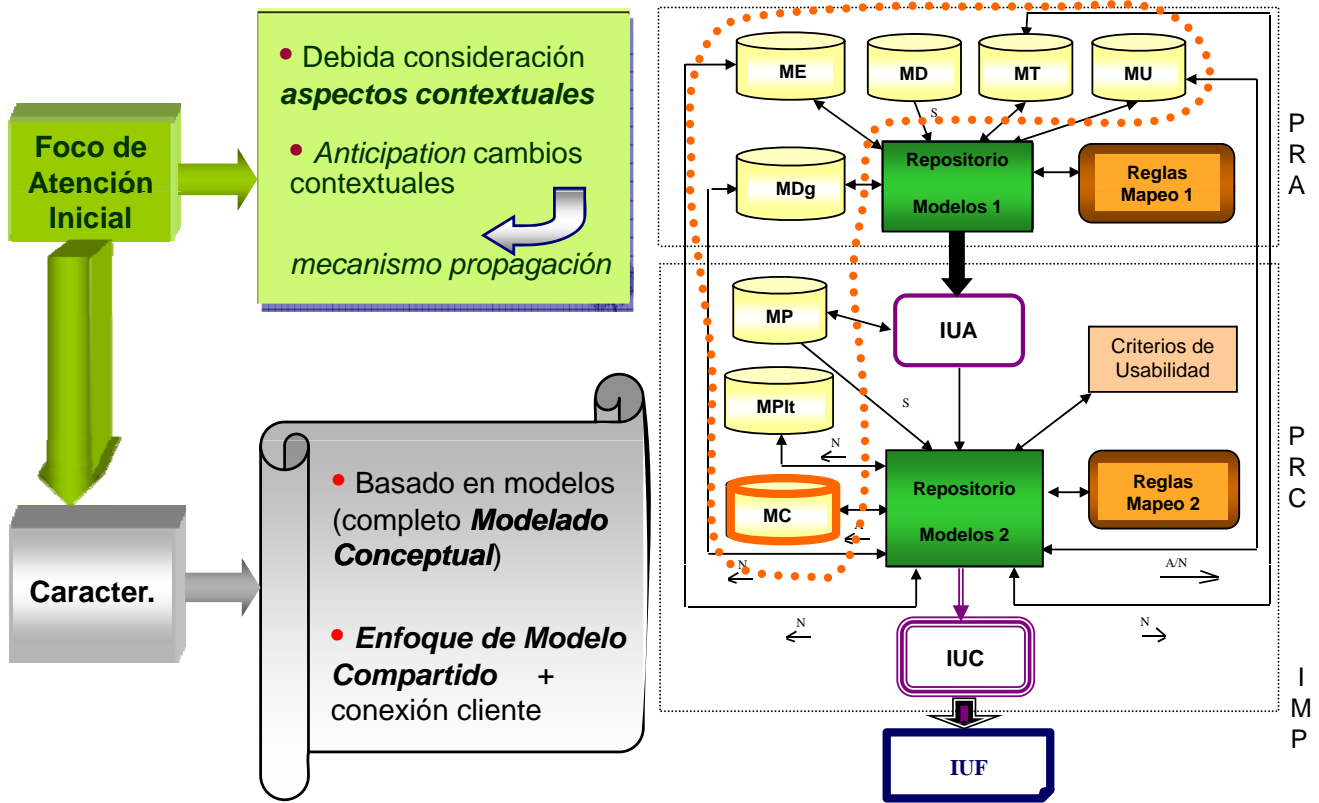 Foco de
Atención
Inicial
• Debida consideración
aspectos contextuales
• Anticipation cambios
contextuales
mecanismo propagación
Caracter.
• Basado en modelos
(completo Modelado
Conceptual)
• Enfoque de Modelo
Compartido +
conexión cliente
ME
MD
MT
MU
S
MDg
Repositorio
Modelos 1
Reglas
Mapeo 1
P
R
A
MP
IUA
Criterios de
Usabilidad
MPlt
S
N
MC
Repositorio
Modelos 2
Reglas
Mapeo 2
P
R
C
N
A/N
N
N
IUC
I
M
P
IUF